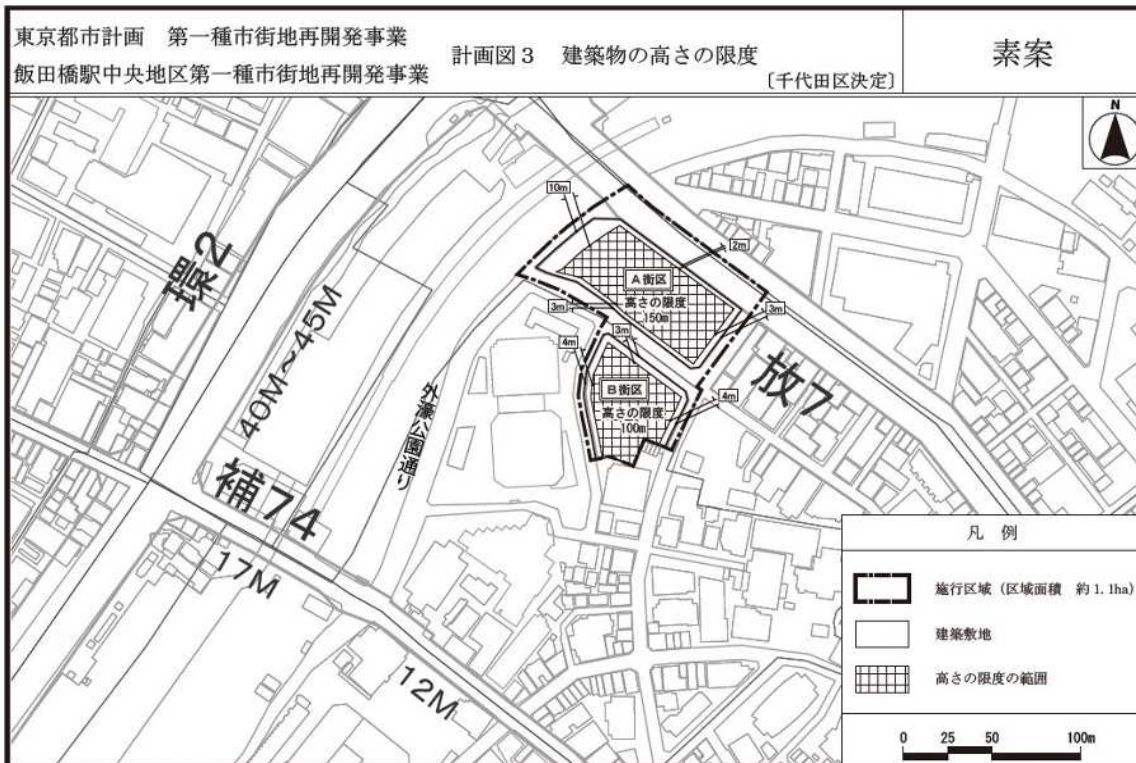 東京都市計画　第一種市街地再開発事業
飯田橋駅中央地区第一種市街地再開発事業
計画図３　建築物の高さの限度
〔千代田区決定〕
素案
N
10m
2m
A街区
高さの限度
150m
3m
3m
3m
4m
B街区
高さの限度
100m
4m
環2
40M～45M
外濠公園通り
放7
補74
17M
12M
凡　例
施行区域（区域面積　約1.1ha）
建築敷地
高さの限度の範囲
0 25 50 100m